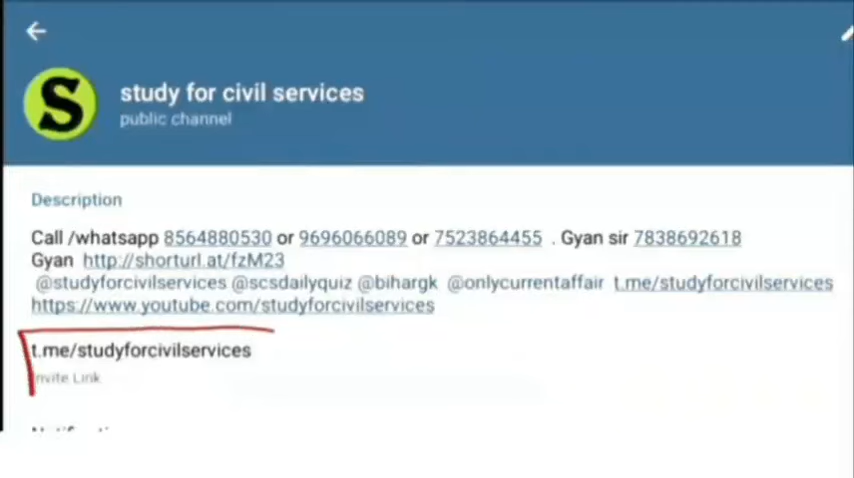 S
study for civil services
public channel
Description
Call /whatsapp 8564880530 or 9696066089 or 7523864455 . Gyan sir 7838692618
Gyan http://shorturl.at/fzM23
@studyforcivilservices @scsdailyquiz @bihargk @onlycurrentaffair t.me/studyforcivilservices
https://www.youtube.com/studyforcivilservices
t.me/studyforcivilservices
Invite Link